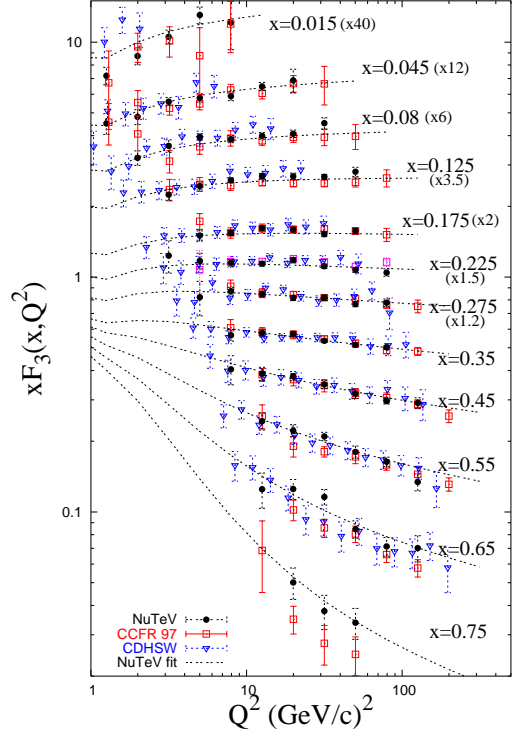 10
1
0.1
xF₃(x,Q²)
x=0.015 (x40)
x=0.045 (x12)
x=0.08 (x6)
x=0.125
(x3.5)
x=0.175 (x2)
x=0.225
(x1.5)
x=0.275
(x1.2)
x=0.35
x=0.45
x=0.55
x=0.65
x=0.75
NuTeV
CCFR 97
CDHSW
NuTeV fit
1 10 100
Q² (GeV/c)²